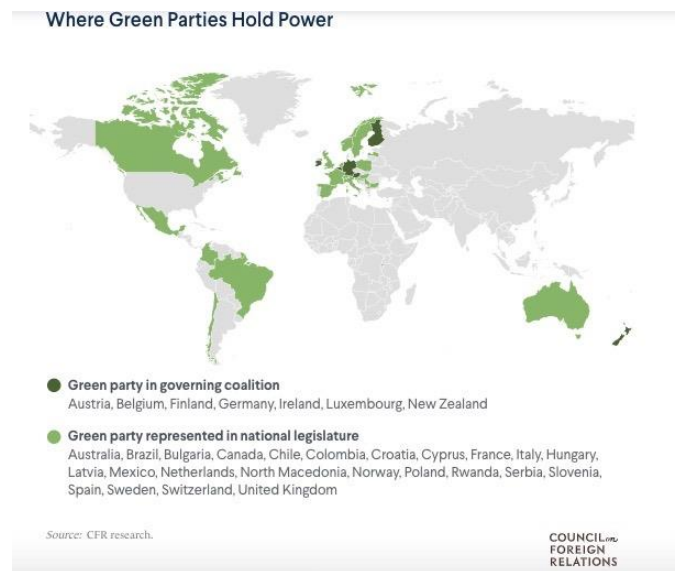 Where Green Parties Hold Power
Green party in governing coalition
Austria, Belgium, Finland, Germany, Ireland, Luxembourg, New Zealand
Green party represented in national legislature
Australia, Brazil, Bulgaria, Canada, Chile, Colombia, Croatia, Cyprus, France, Italy, Hungary,
Latvia, Mexico, Netherlands, North Macedonia, Norway, Poland, Rwanda, Serbia, Slovenia,
Spain, Sweden, Switzerland, United Kingdom
Source: CFR research.
COUNCIL on
FOREIGN
RELATIONS